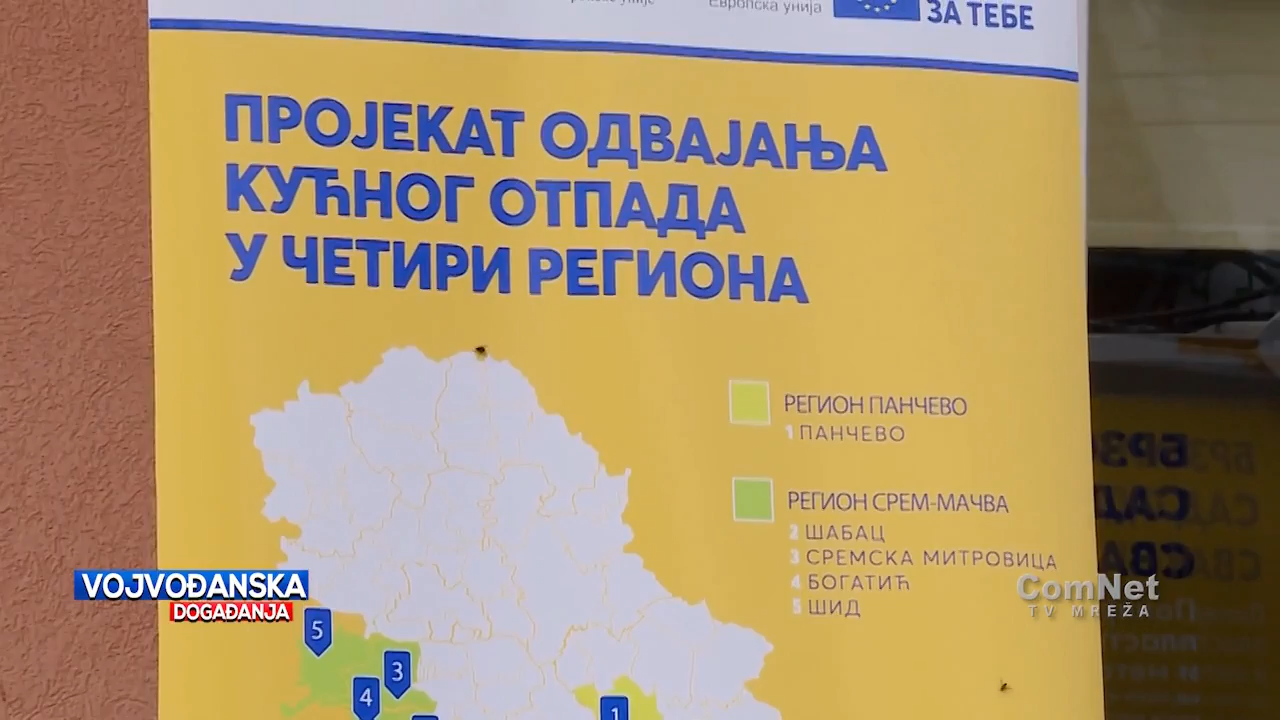 Европска унија
ЗА ТЕБЕ
ПРОЈЕКАТ ОДВАЈАЊА
КУЋНОГ ОТПАДА
У ЧЕТИРИ РЕГИОНА
РЕГИОН ПАНЧЕВО
1 ПАНЧЕВО
РЕГИОН СРЕМ-МАЧВА
2 ШАБАЦ
3 СРЕМСКА МИТРОВИЦА
4 БОГАТИЋ
5 ШИД
VOJVOĐANSKA
DOGAĐANJA
ComNet
TV MREŽA
5
3
4
1